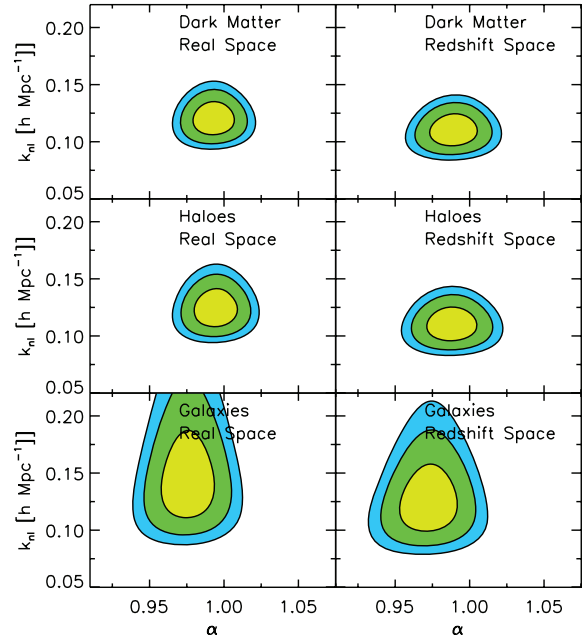 Dark Matter
Real Space
Dark Matter
Redshift Space
0.20
0.15
0.10
0.05
k_nl [h Mpc⁻¹]]
Haloes
Real Space
Haloes
Redshift Space
0.20
0.15
0.10
0.05
k_nl [h Mpc⁻¹]]
Galaxies
Real Space
Galaxies
Redshift Space
0.20
0.15
0.10
0.05
k_nl [h Mpc⁻¹]]
0.95 1.00 1.05
0.95 1.00 1.05
α
α